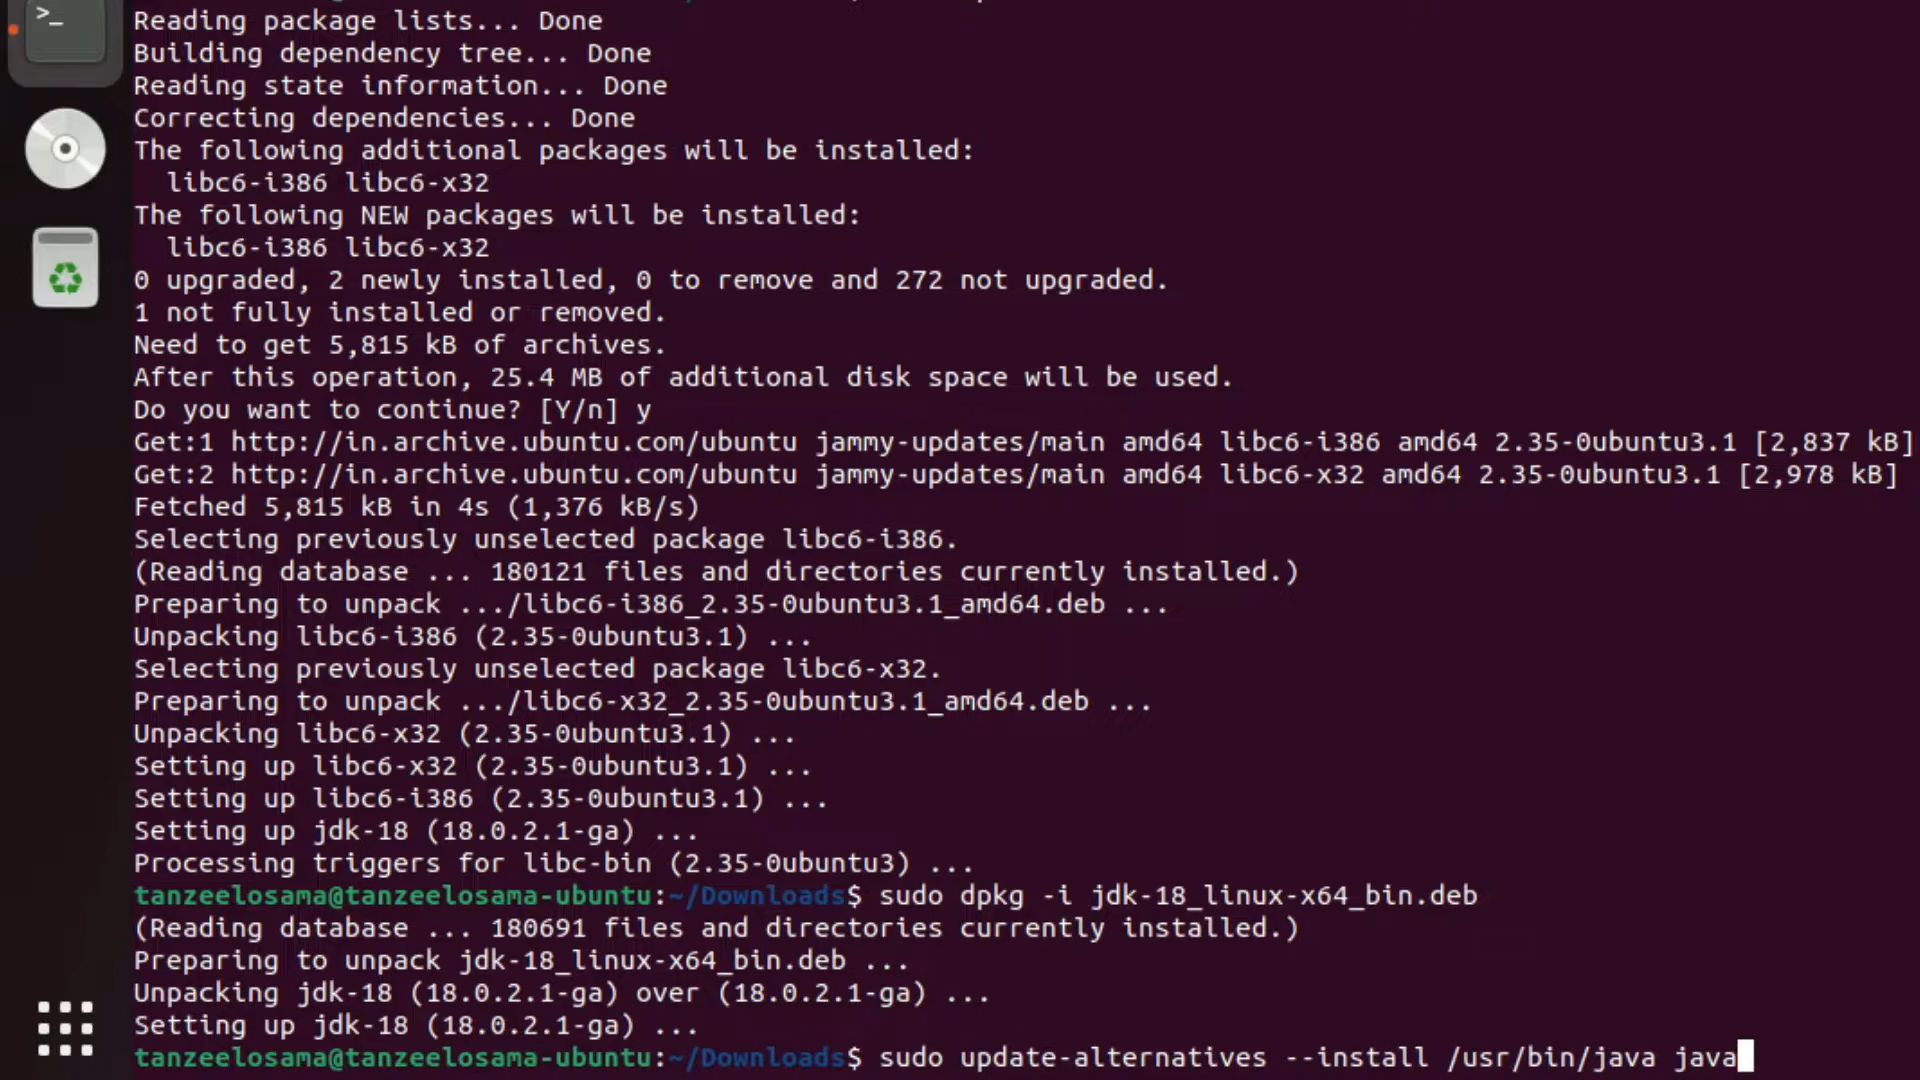 >_
Reading package lists... Done
Building dependency tree... Done
Reading state information... Done
Correcting dependencies... Done
The following additional packages will be installed:
  libc6-i386 libc6-x32
The following NEW packages will be installed:
  libc6-i386 libc6-x32
0 upgraded, 2 newly installed, 0 to remove and 272 not upgraded.
1 not fully installed or removed.
Need to get 5,815 kB of archives.
After this operation, 25.4 MB of additional disk space will be used.
Do you want to continue? [Y/n] y
Get:1 http://in.archive.ubuntu.com/ubuntu jammy-updates/main amd64 libc6-i386 amd64 2.35-0ubuntu3.1 [2,837 kB]
Get:2 http://in.archive.ubuntu.com/ubuntu jammy-updates/main amd64 libc6-x32 amd64 2.35-0ubuntu3.1 [2,978 kB]
Fetched 5,815 kB in 4s (1,376 kB/s)
Selecting previously unselected package libc6-i386.
(Reading database ... 180121 files and directories currently installed.)
Preparing to unpack .../libc6-i386_2.35-0ubuntu3.1_amd64.deb ...
Unpacking libc6-i386 (2.35-0ubuntu3.1) ...
Selecting previously unselected package libc6-x32.
Preparing to unpack .../libc6-x32_2.35-0ubuntu3.1_amd64.deb ...
Unpacking libc6-x32 (2.35-0ubuntu3.1) ...
Setting up libc6-x32 (2.35-0ubuntu3.1) ...
Setting up libc6-i386 (2.35-0ubuntu3.1) ...
Setting up jdk-18 (18.0.2.1-ga) ...
Processing triggers for libc-bin (2.35-0ubuntu3) ...
tanzeelosama@tanzeelosama-ubuntu:~/Downloads$ sudo dpkg -i jdk-18_linux-x64_bin.deb
(Reading database ... 180691 files and directories currently installed.)
Preparing to unpack jdk-18_linux-x64_bin.deb ...
Unpacking jdk-18 (18.0.2.1-ga) over (18.0.2.1-ga) ...
Setting up jdk-18 (18.0.2.1-ga) ...
tanzeelosama@tanzeelosama-ubuntu:~/Downloads$ sudo update-alternatives --install /usr/bin/java java